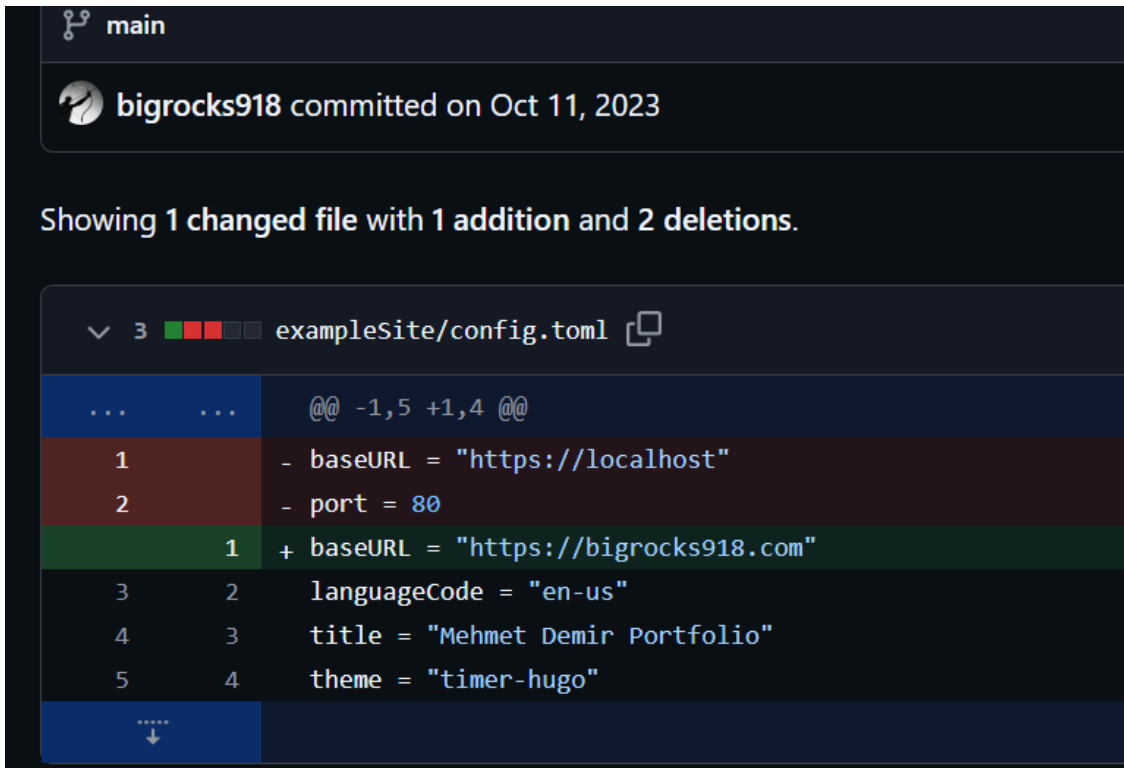 main
bigrocks918 committed on Oct 11, 2023
Showing 1 changed file with 1 addition and 2 deletions.
3 exampleSite/config.toml
... ... @@ -1,5 +1,4 @@
1 - baseURL = "https://localhost"
2 - port = 80
1 + baseURL = "https://bigrocks918.com"
3 2 languageCode = "en-us"
4 3 title = "Mehmet Demir Portfolio"
5 4 theme = "timer-hugo"